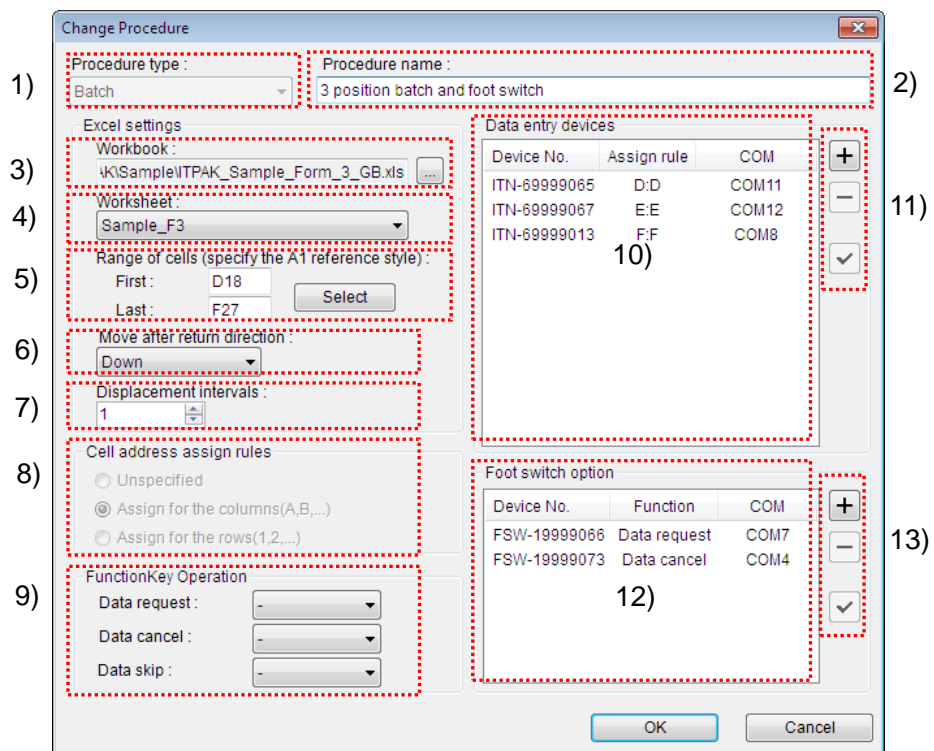 Change Procedure
1)
Procedure type :
Batch
Procedure name :
3 position batch and foot switch
2)
Excel settings
3)
Workbook :
\K\Sample\ITPAK_Sample_Form_3_GB.xls
...
4)
Worksheet :
Sample_F3
5)
Range of cells (specify the A1 reference style) :
First : D18
Last : F27
Select
6)
Move after return direction :
Down
7)
Displacement intervals :
1
8)
Cell address assign rules
Unspecified
Assign for the columns(A,B,...)
Assign for the rows(1,2,...)
9)
FunctionKey Operation
Data request : -
Data cancel : -
Data skip : -
Data entry devices
Device No. Assign rule COM
ITN-69999065 D:D COM11
ITN-69999067 E:E COM12
ITN-69999013 F:F COM8
10)
+
−
11)
Foot switch option
Device No. Function COM
FSW-19999066 Data request COM7
FSW-19999073 Data cancel COM4
12)
+
−
13)
OK
Cancel